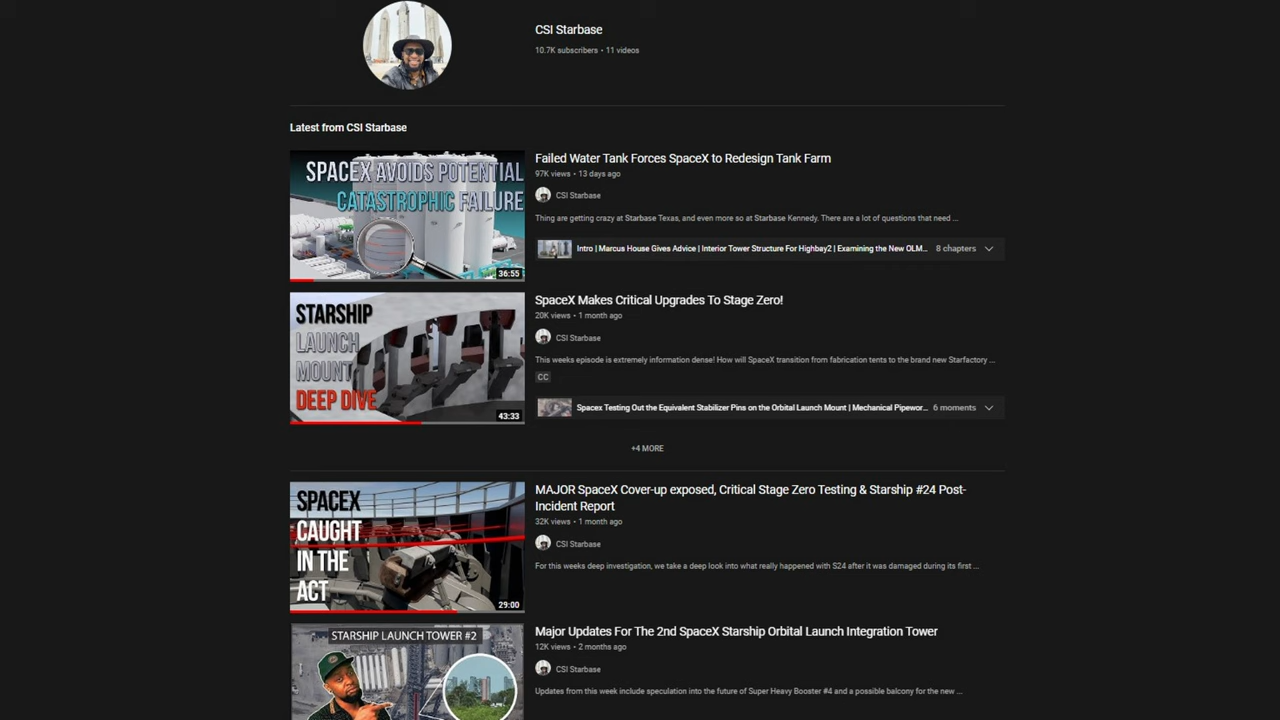 CSI Starbase
10.7K subscribers • 11 videos
Latest from CSI Starbase
SPACEX AVOIDS POTENTIAL
CATASTROPHIC FAILURE
36:55
Failed Water Tank Forces SpaceX to Redesign Tank Farm
97K views • 13 days ago
CSI Starbase
Thing are getting crazy at Starbase Texas, and even more so at Starbase Kennedy. There are a lot of questions that need ...
Intro | Marcus House Gives Advice | Interior Tower Structure For Highbay2 | Examining the New OLM... 8 chapters
STARSHIP
LAUNCH
MOUNT
DEEP DIVE
43:33
SpaceX Makes Critical Upgrades To Stage Zero!
20K views • 1 month ago
CSI Starbase
This weeks episode is extremely information dense! How will SpaceX transition from fabrication tents to the brand new Starfactory ...
CC
Spacex Testing Out the Equivalent Stabilizer Pins on the Orbital Launch Mount | Mechanical Pipewor... 6 moments
+4 MORE
SPACEX
CAUGHT
IN THE
ACT
29:00
MAJOR SpaceX Cover-up exposed, Critical Stage Zero Testing & Starship #24 Post-
Incident Report
32K views • 1 month ago
CSI Starbase
For this weeks deep investigation, we take a deep look into what really happened with S24 after it was damaged during its first ...
STARSHIP LAUNCH TOWER #2
Major Updates For The 2nd SpaceX Starship Orbital Launch Integration Tower
12K views • 2 months ago
CSI Starbase
Updates from this week include speculation into the future of Super Heavy Booster #4 and a possible balcony for the new ...